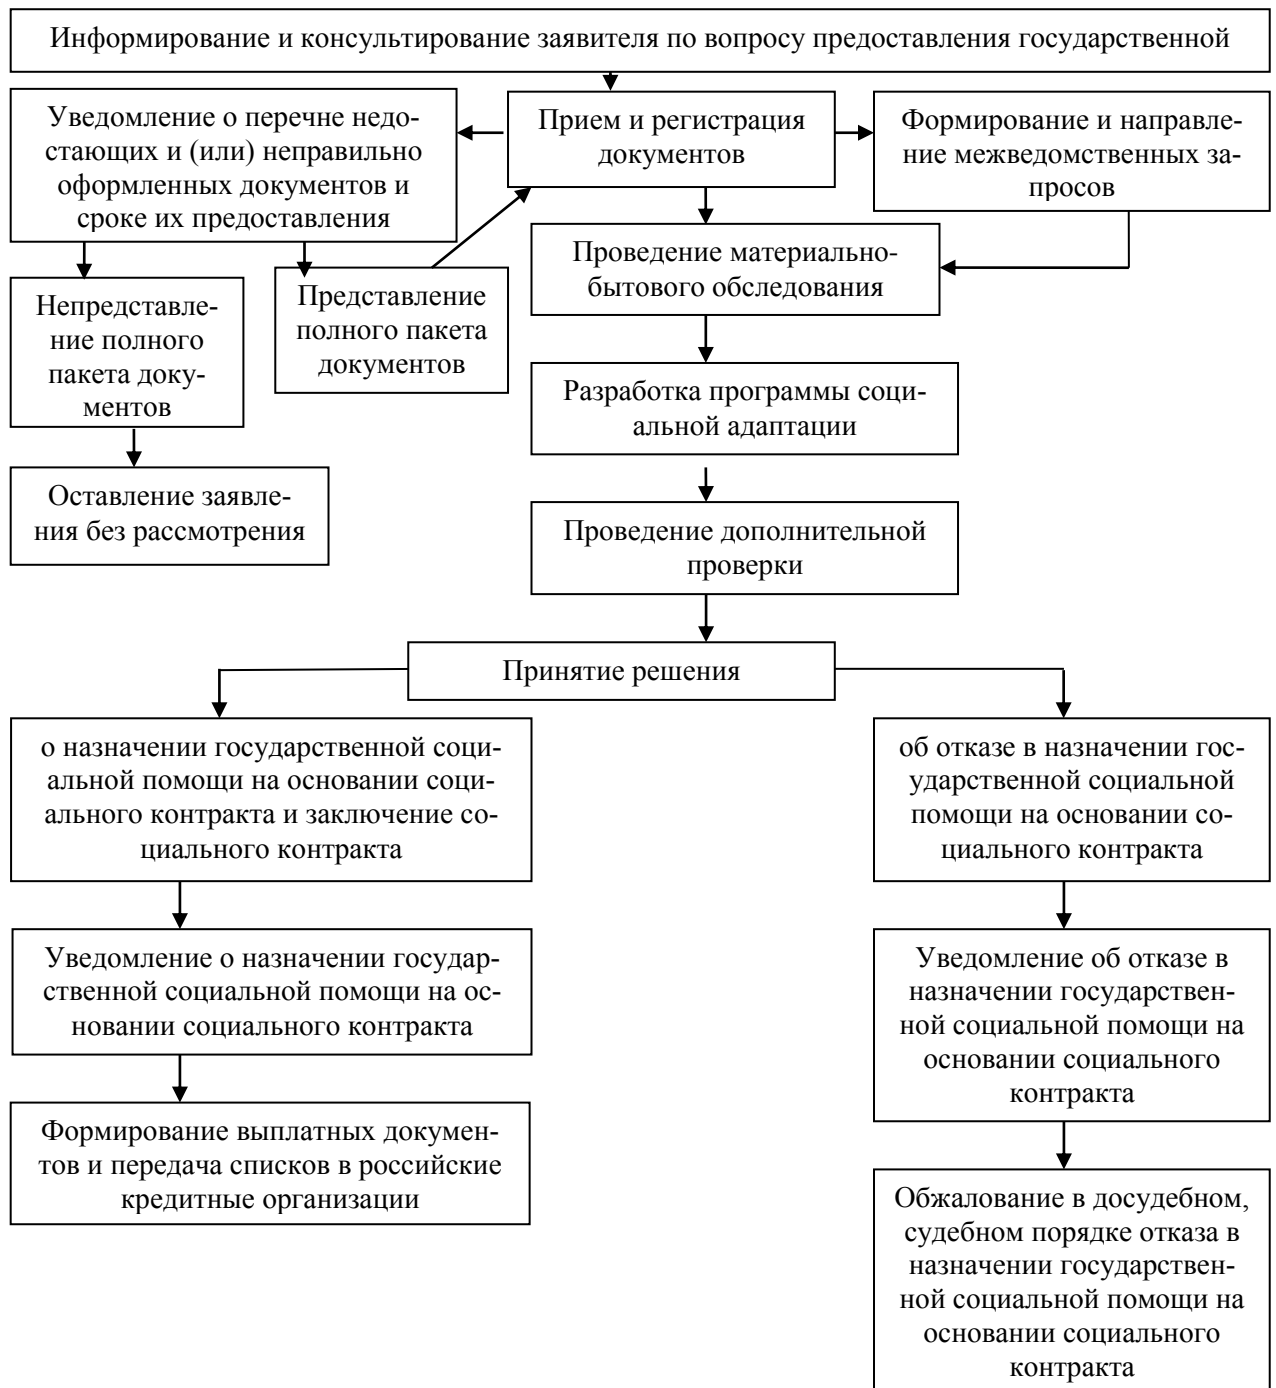 Информирование и консультирование заявителя по вопросу предоставления государственной
Уведомление о перечне недо-
стающих и (или) неправильно
оформленных документов и
сроке их предоставления
Прием и регистрация
документов
Формирование и направле-
ние межведомственных за-
просов
Проведение материально-
бытового обследования
Непредставле-
ние полного
пакета доку-
ментов
Представление
полного пакета
документов
Разработка программы соци-
альной адаптации
Оставление заявле-
ния без рассмотрения
Проведение дополнительной
проверки
Принятие решения
о назначении государственной соци-
альной помощи на основании соци-
ального контракта и заключение со-
циального контракта
об отказе в назначении гос-
ударственной социальной
помощи на основании со-
циального контракта
Уведомление о назначении государ-
ственной социальной помощи на ос-
новании социального контракта
Уведомление об отказе в
назначении государствен-
ной социальной помощи на
основании социального
контракта
Формирование выплатных докумен-
тов и передача списков в российские
кредитные организации
Обжалование в досудебном,
судебном порядке отказа в
назначении государствен-
ной социальной помощи на
основании социального
контракта